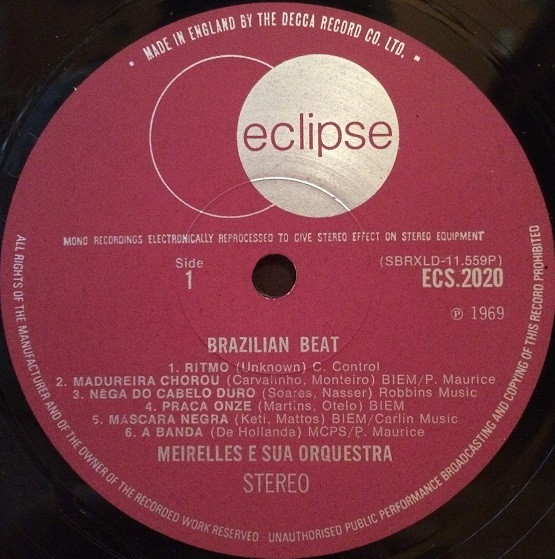 • MADE IN ENGLAND BY THE DECCA RECORD CO. LTD. •
eclipse
MONO RECORDINGS ELECTRONICALLY REPROCESSED TO GIVE STEREO EFFECT ON STEREO EQUIPMENT
Side
1
(SBRXLD-11.559P)
ECS.2020
℗ 1969
BRAZILIAN BEAT
1. RITMO (Unknown) C. Control
2. MADUREIRA CHOROU (Carvalinho, Monteiro) BIEM/P. Maurice
3. NÊGA DO CABELO DURO (Soares, Nasser) Robbins Music
4. PRAÇA ONZE (Martins, Otelo) BIEM
5. MÁSCARA NEGRA (Keti, Mattos) BIEM/Carlin Music
6. A BANDA (De Hollanda) MCPS/P. Maurice
MEIRELLES E SUA ORQUESTRA
STEREO
ALL RIGHTS OF THE MANUFACTURER AND OF THE OWNER OF THE RECORDED WORK RESERVED · UNAUTHORISED PUBLIC PERFORMANCE BROADCASTING AND COPYING OF THIS RECORD PROHIBITED